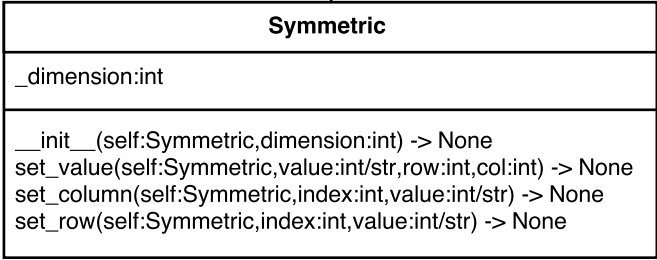 Symmetric
_dimension:int
__init__(self:Symmetric,dimension:int) -> None
set_value(self:Symmetric,value:int/str,row:int,col:int) -> None
set_column(self:Symmetric,index:int,value:int/str) -> None
set_row(self:Symmetric,index:int,value:int/str) -> None